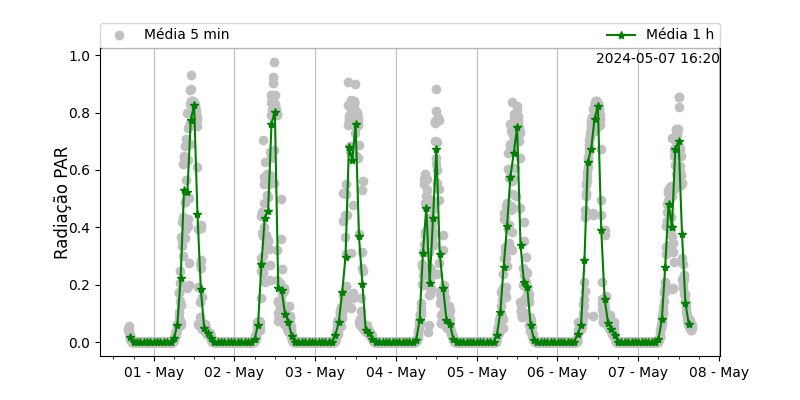 Média 5 min
Média 1 h
2024-05-07 16:20
Radiação PAR
1.0
0.8
0.6
0.4
0.2
0.0
01 - May
02 - May
03 - May
04 - May
05 - May
06 - May
07 - May
08 - May